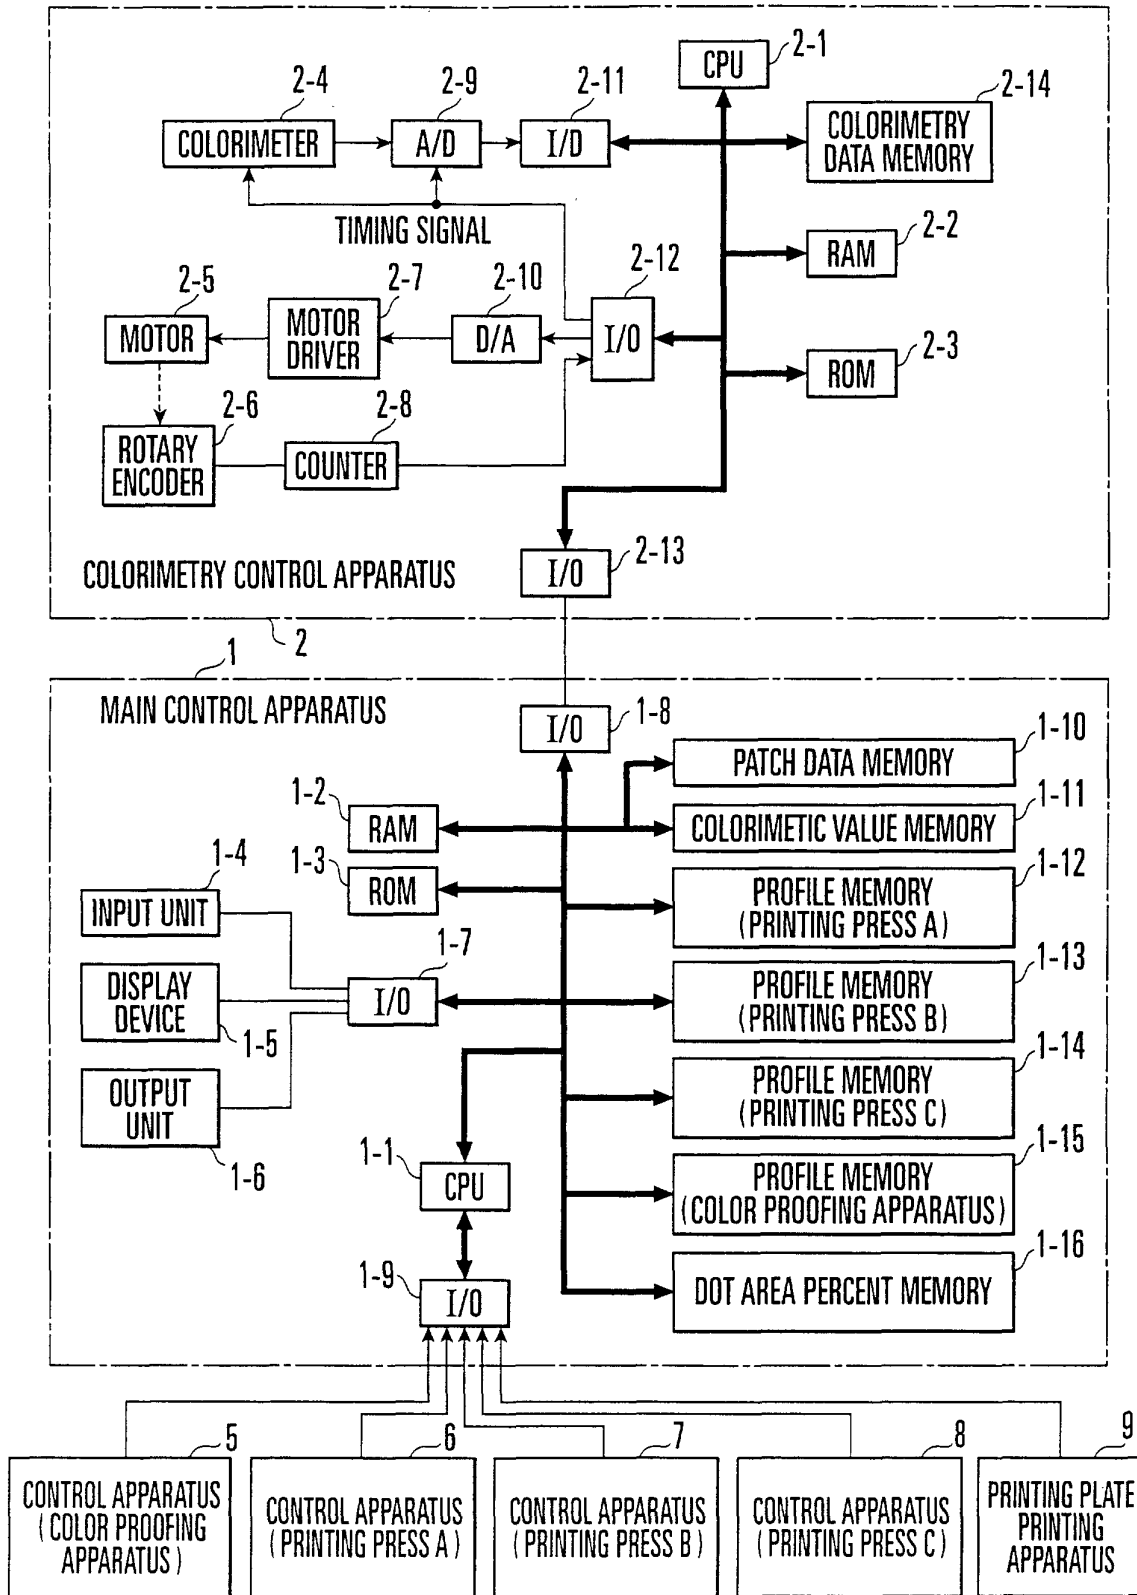 2-1
CPU
2-4
2-9
2-11
2-14
COLORIMETER
A/D
I/D
COLORIMETRY
DATA MEMORY
TIMING SIGNAL
2-2
RAM
2-5
2-7
2-10
2-12
MOTOR
MOTOR
DRIVER
D/A
I/O
2-3
ROM
2-6
2-8
ROTARY
ENCODER
COUNTER
2-13
I/O
COLORIMETRY CONTROL APPARATUS
2
1
MAIN CONTROL APPARATUS
1-8
I/O
1-10
PATCH DATA MEMORY
1-2
RAM
1-11
COLORIMETIC VALUE MEMORY
1-3
ROM
1-12
PROFILE MEMORY
(PRINTING PRESS A)
1-4
INPUT UNIT
1-7
I/O
1-13
PROFILE MEMORY
(PRINTING PRESS B)
DISPLAY
DEVICE
1-5
1-14
PROFILE MEMORY
(PRINTING PRESS C)
OUTPUT
UNIT
1-6
1-1
CPU
1-15
PROFILE MEMORY
(COLOR PROOFING APPARATUS)
1-9
I/O
1-16
DOT AREA PERCENT MEMORY
5
CONTROL APPARATUS
(COLOR PROOFING
APPARATUS)
6
CONTROL APPARATUS
(PRINTING PRESS A)
7
CONTROL APPARATUS
(PRINTING PRESS B)
8
CONTROL APPARATUS
(PRINTING PRESS C)
9
PRINTING PLATE
PRINTING
APPARATUS